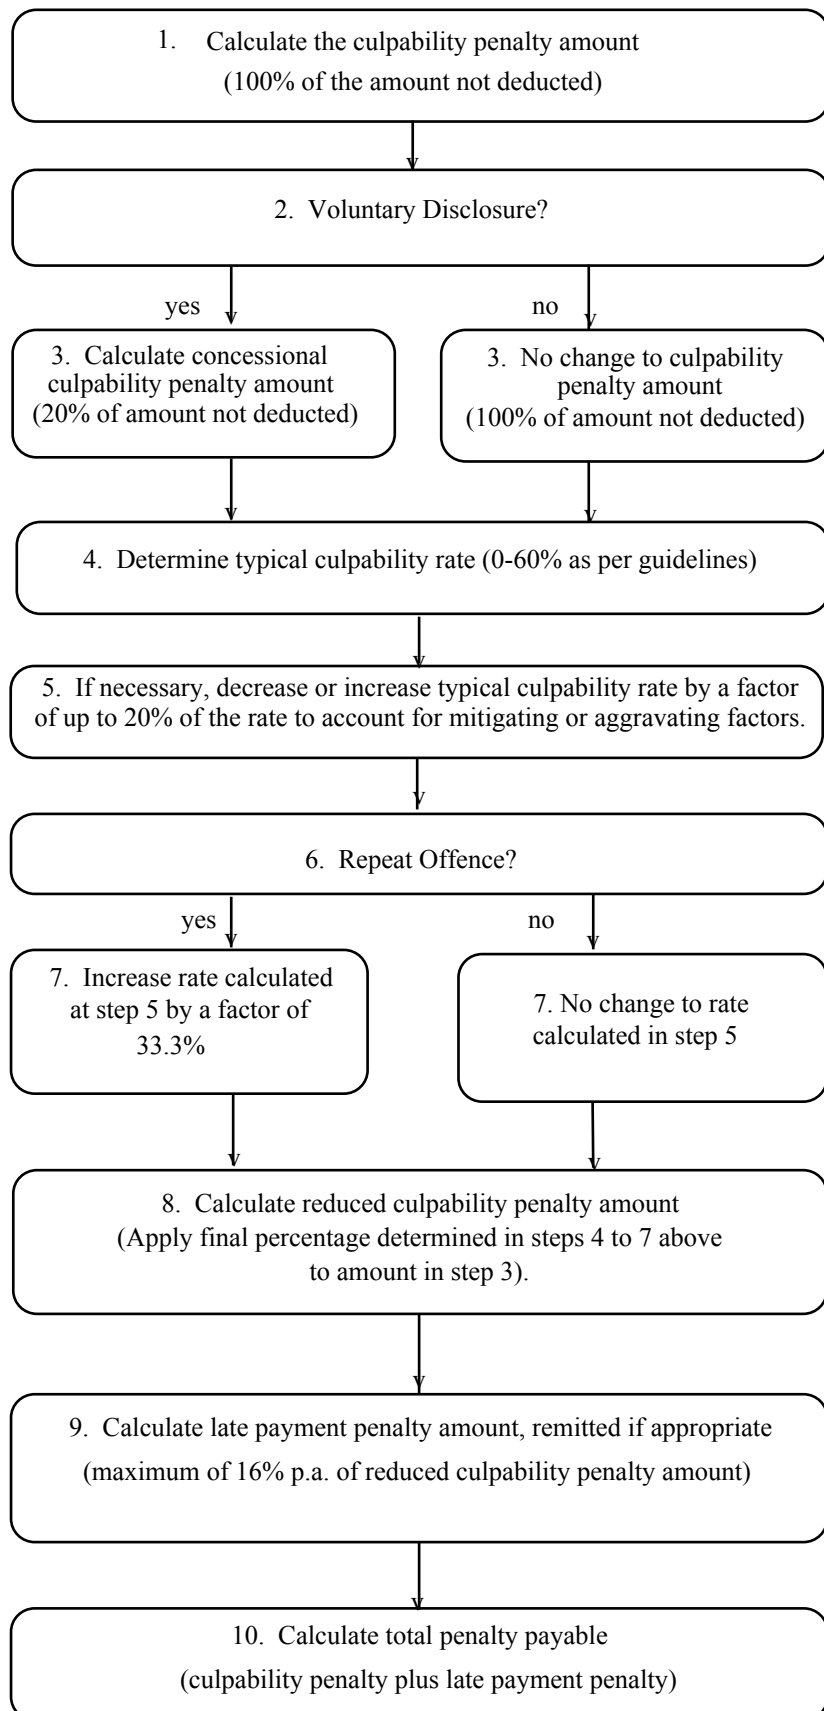 1. Calculate the culpability penalty amount
(100% of the amount not deducted)
2. Voluntary Disclosure?
yes
no
3. Calculate concessional
culpability penalty amount
(20% of amount not deducted)
3. No change to culpability
penalty amount
(100% of amount not deducted)
4. Determine typical culpability rate (0-60% as per guidelines)
5. If necessary, decrease or increase typical culpability rate by a factor
of up to 20% of the rate to account for mitigating or aggravating factors.
6. Repeat Offence?
yes
no
7. Increase rate calculated
at step 5 by a factor of
33.3%
7. No change to rate
calculated in step 5
8. Calculate reduced culpability penalty amount
(Apply final percentage determined in steps 4 to 7 above
to amount in step 3).
9. Calculate late payment penalty amount, remitted if appropriate
(maximum of 16% p.a. of reduced culpability penalty amount)
10. Calculate total penalty payable
(culpability penalty plus late payment penalty)